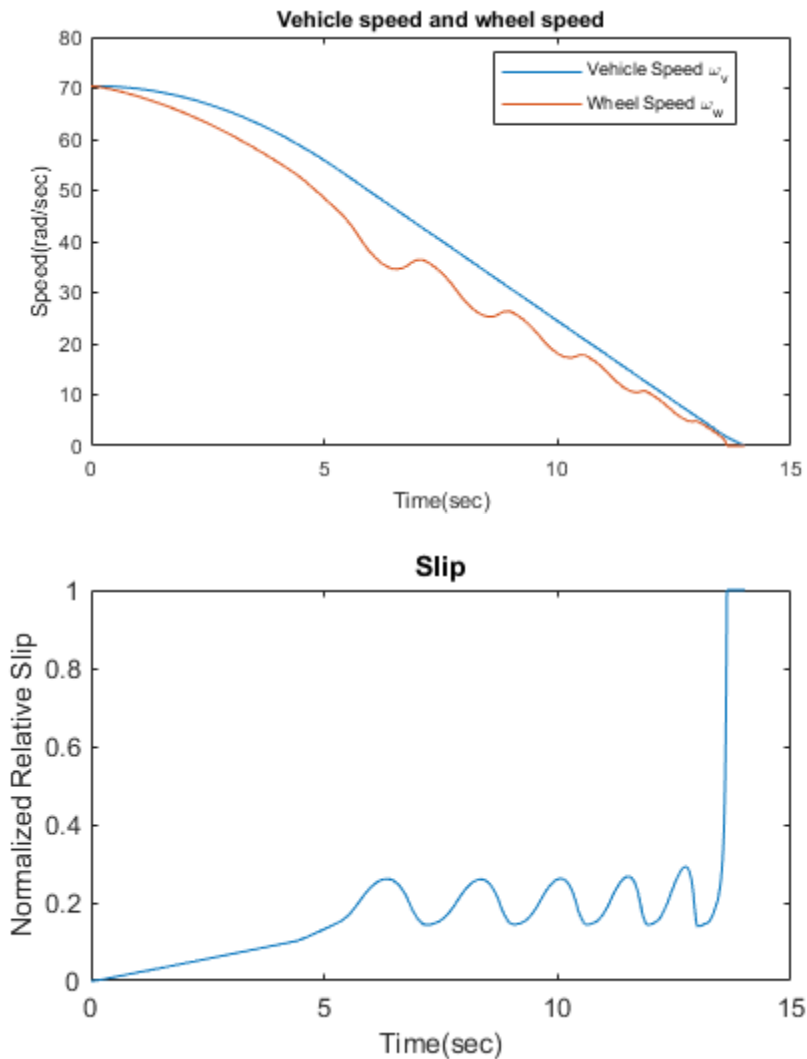 Vehicle speed and wheel speed
80
70
60
50
40
30
20
10
0
Speed(rad/sec)
Vehicle Speed ω_v
Wheel Speed ω_w
0 5 10 15
Time(sec)
Slip
1
0.8
0.6
0.4
0.2
0
Normalized Relative Slip
0 5 10 15
Time(sec)